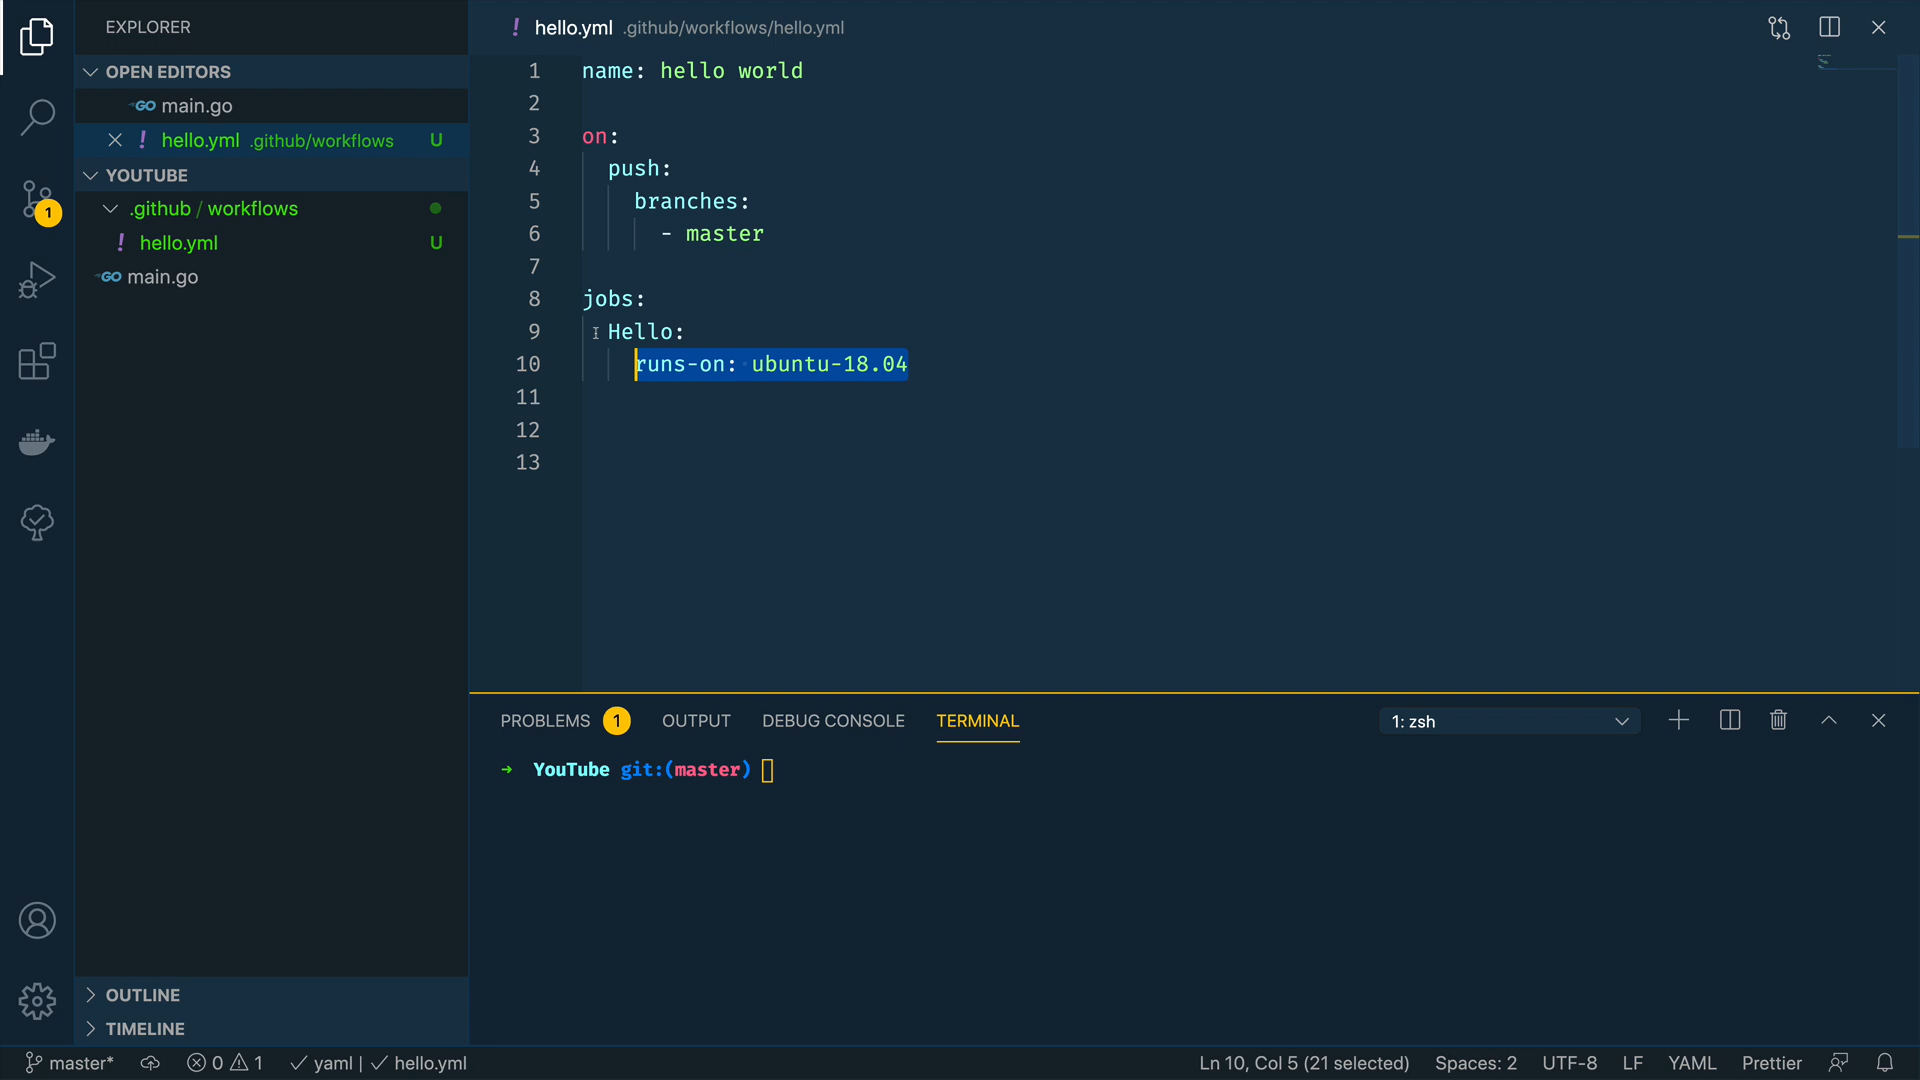 EXPLORER
OPEN EDITORS
GO main.go
! hello.yml .github/workflows U
YOUTUBE
.github / workflows
! hello.yml U
GO main.go
OUTLINE
TIMELINE
1
! hello.yml .github/workflows/hello.yml
1 name: hello world
2
3 on:
4 push:
5 branches:
6 - master
7
8 jobs:
9 Hello:
10 runs-on: ubuntu-18.04
11
12
13
PROBLEMS 1 OUTPUT DEBUG CONSOLE TERMINAL 1: zsh
→ YouTube git:(master)
master* 0 1 ✓ yaml | ✓ hello.yml Ln 10, Col 5 (21 selected) Spaces: 2 UTF-8 LF YAML Prettier